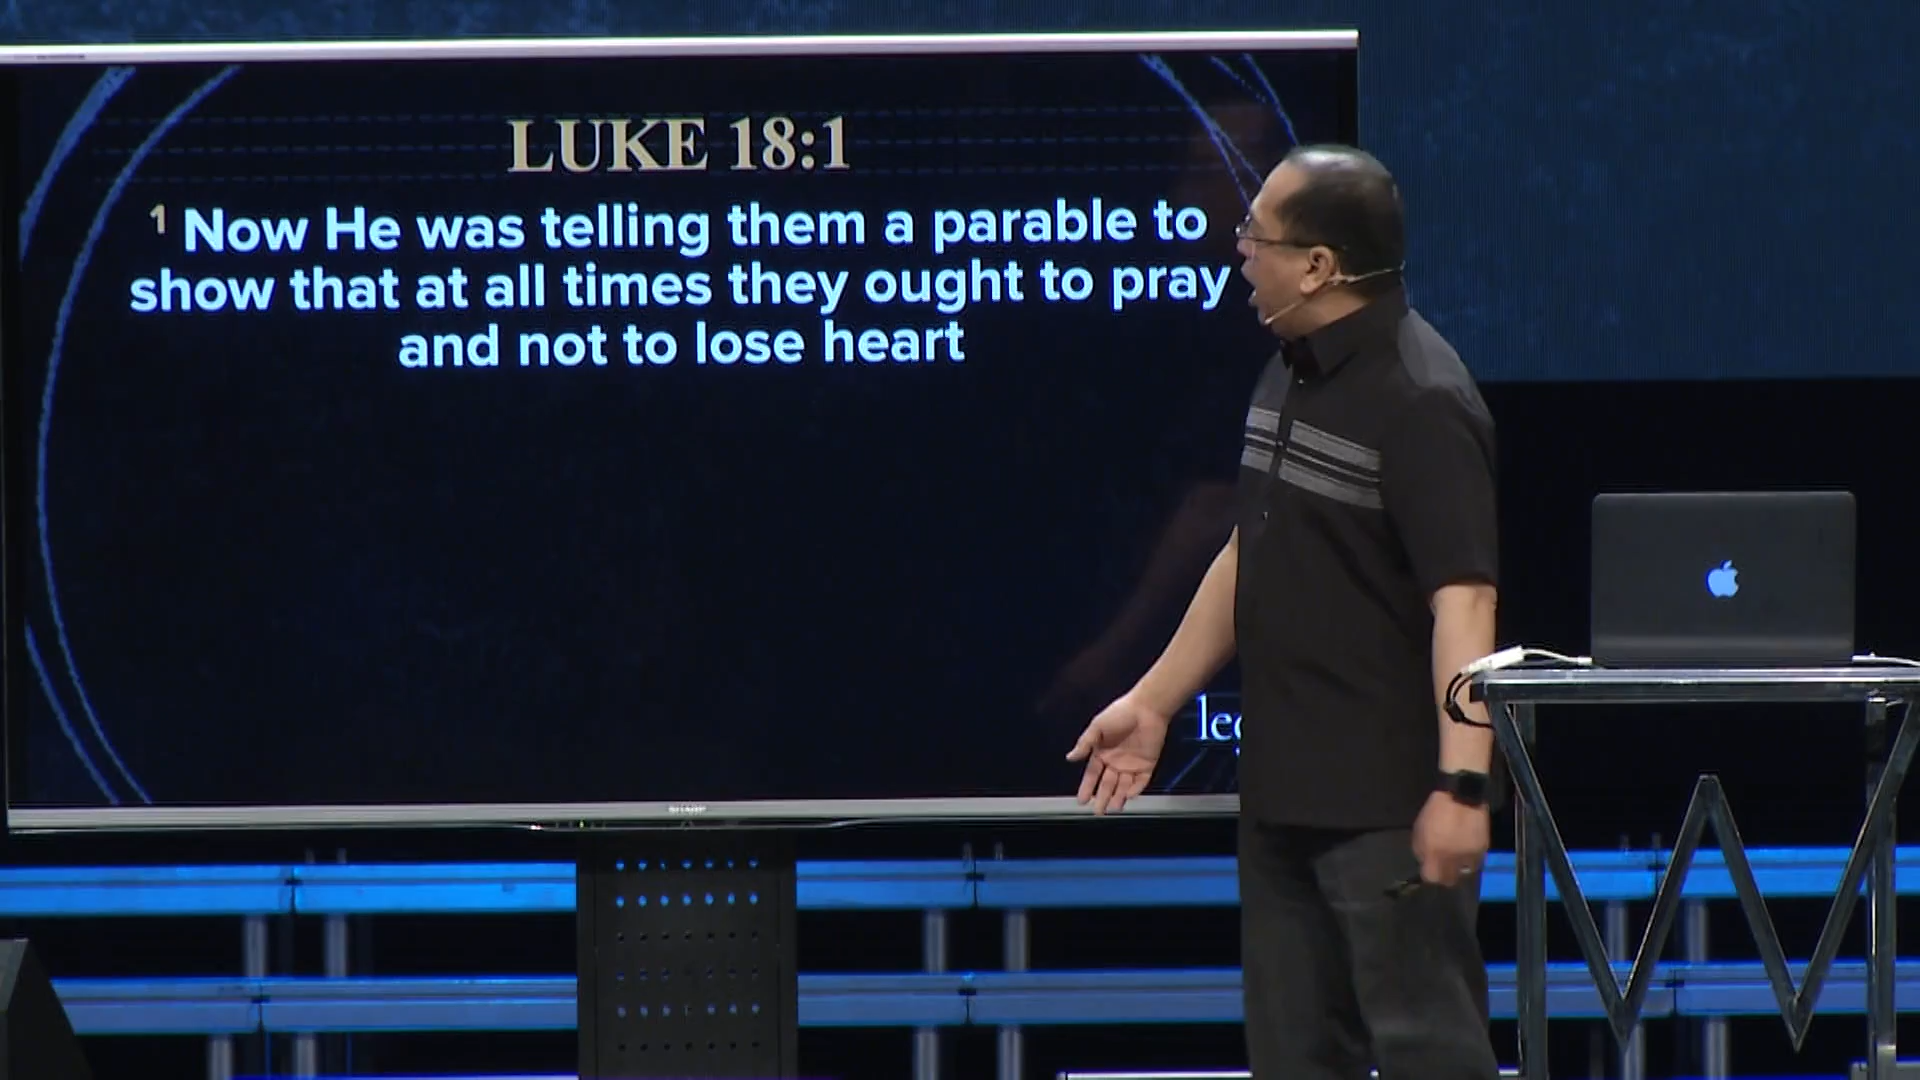 LUKE 18:1
1 Now He was telling them a parable to
show that at all times they ought to pray
and not to lose heart
SHARP